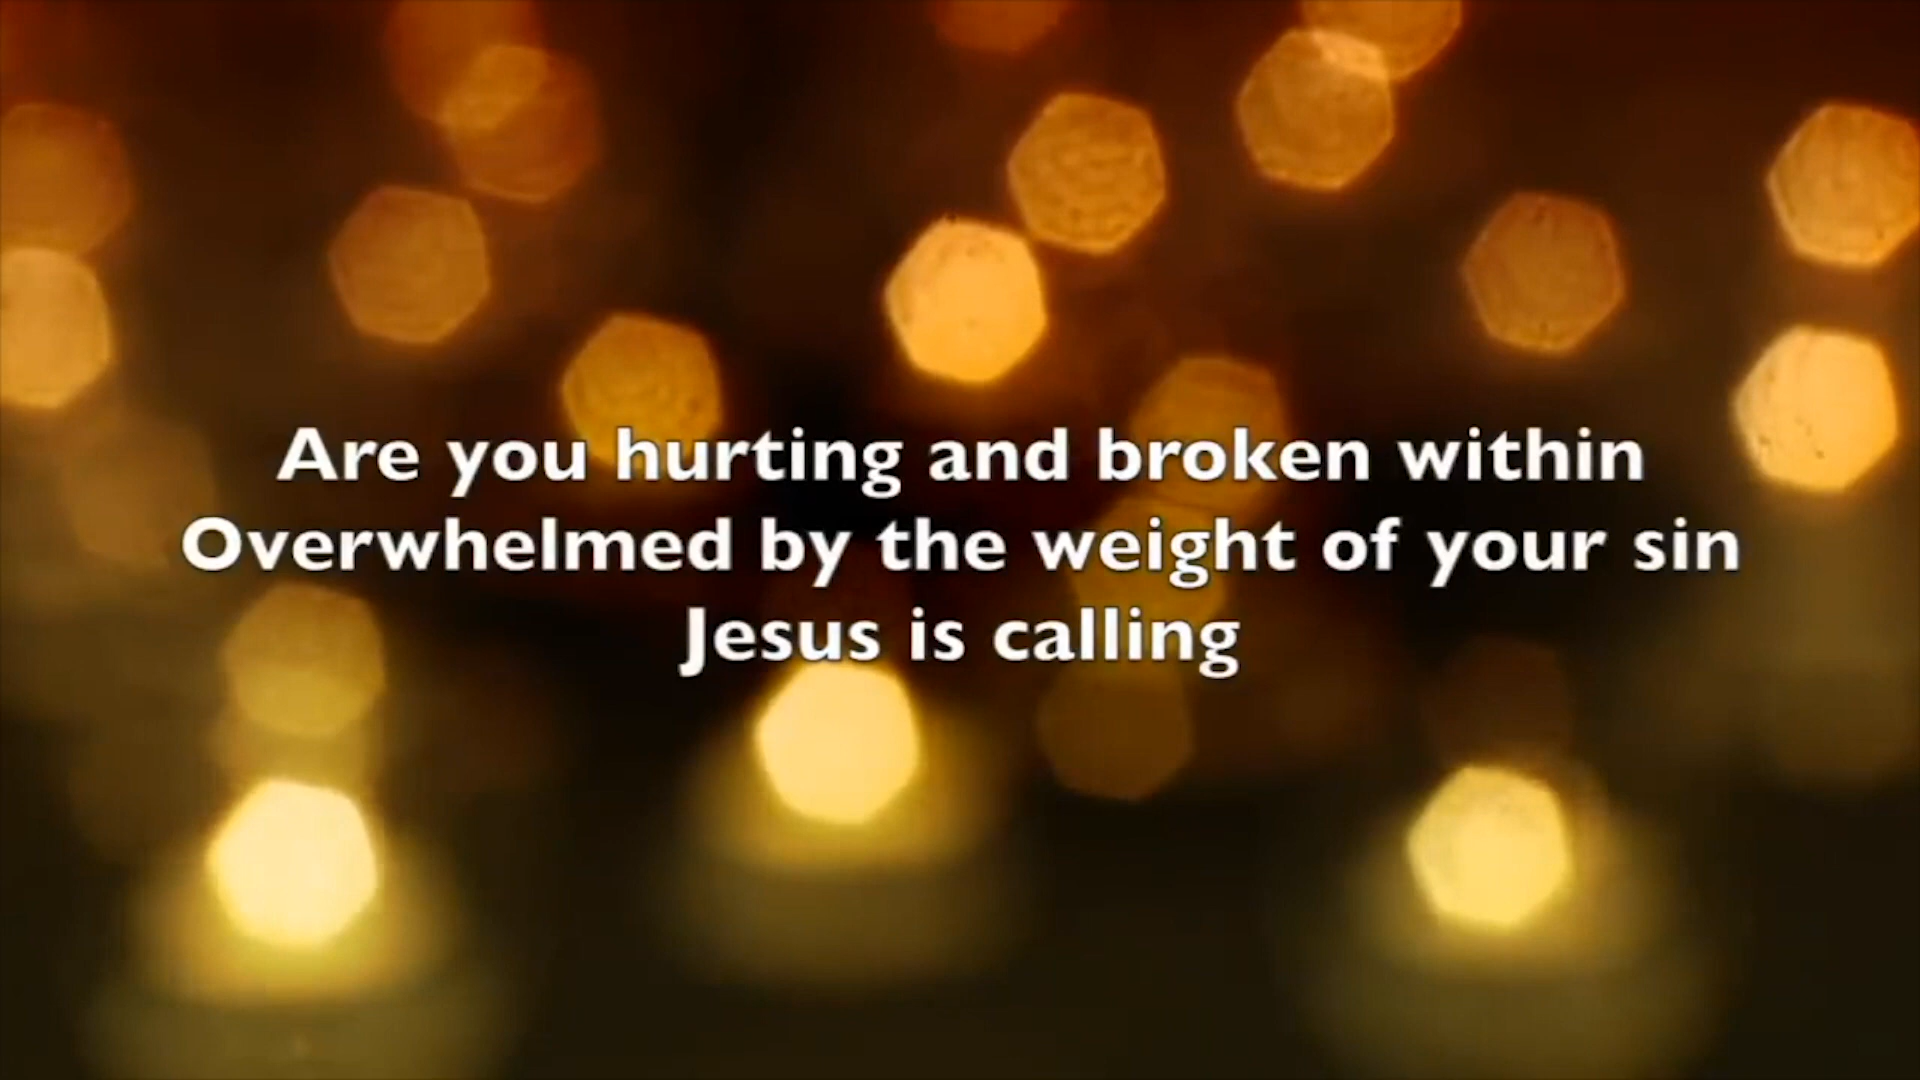 Are you hurting and broken within
Overwhelmed by the weight of your sin
Jesus is calling